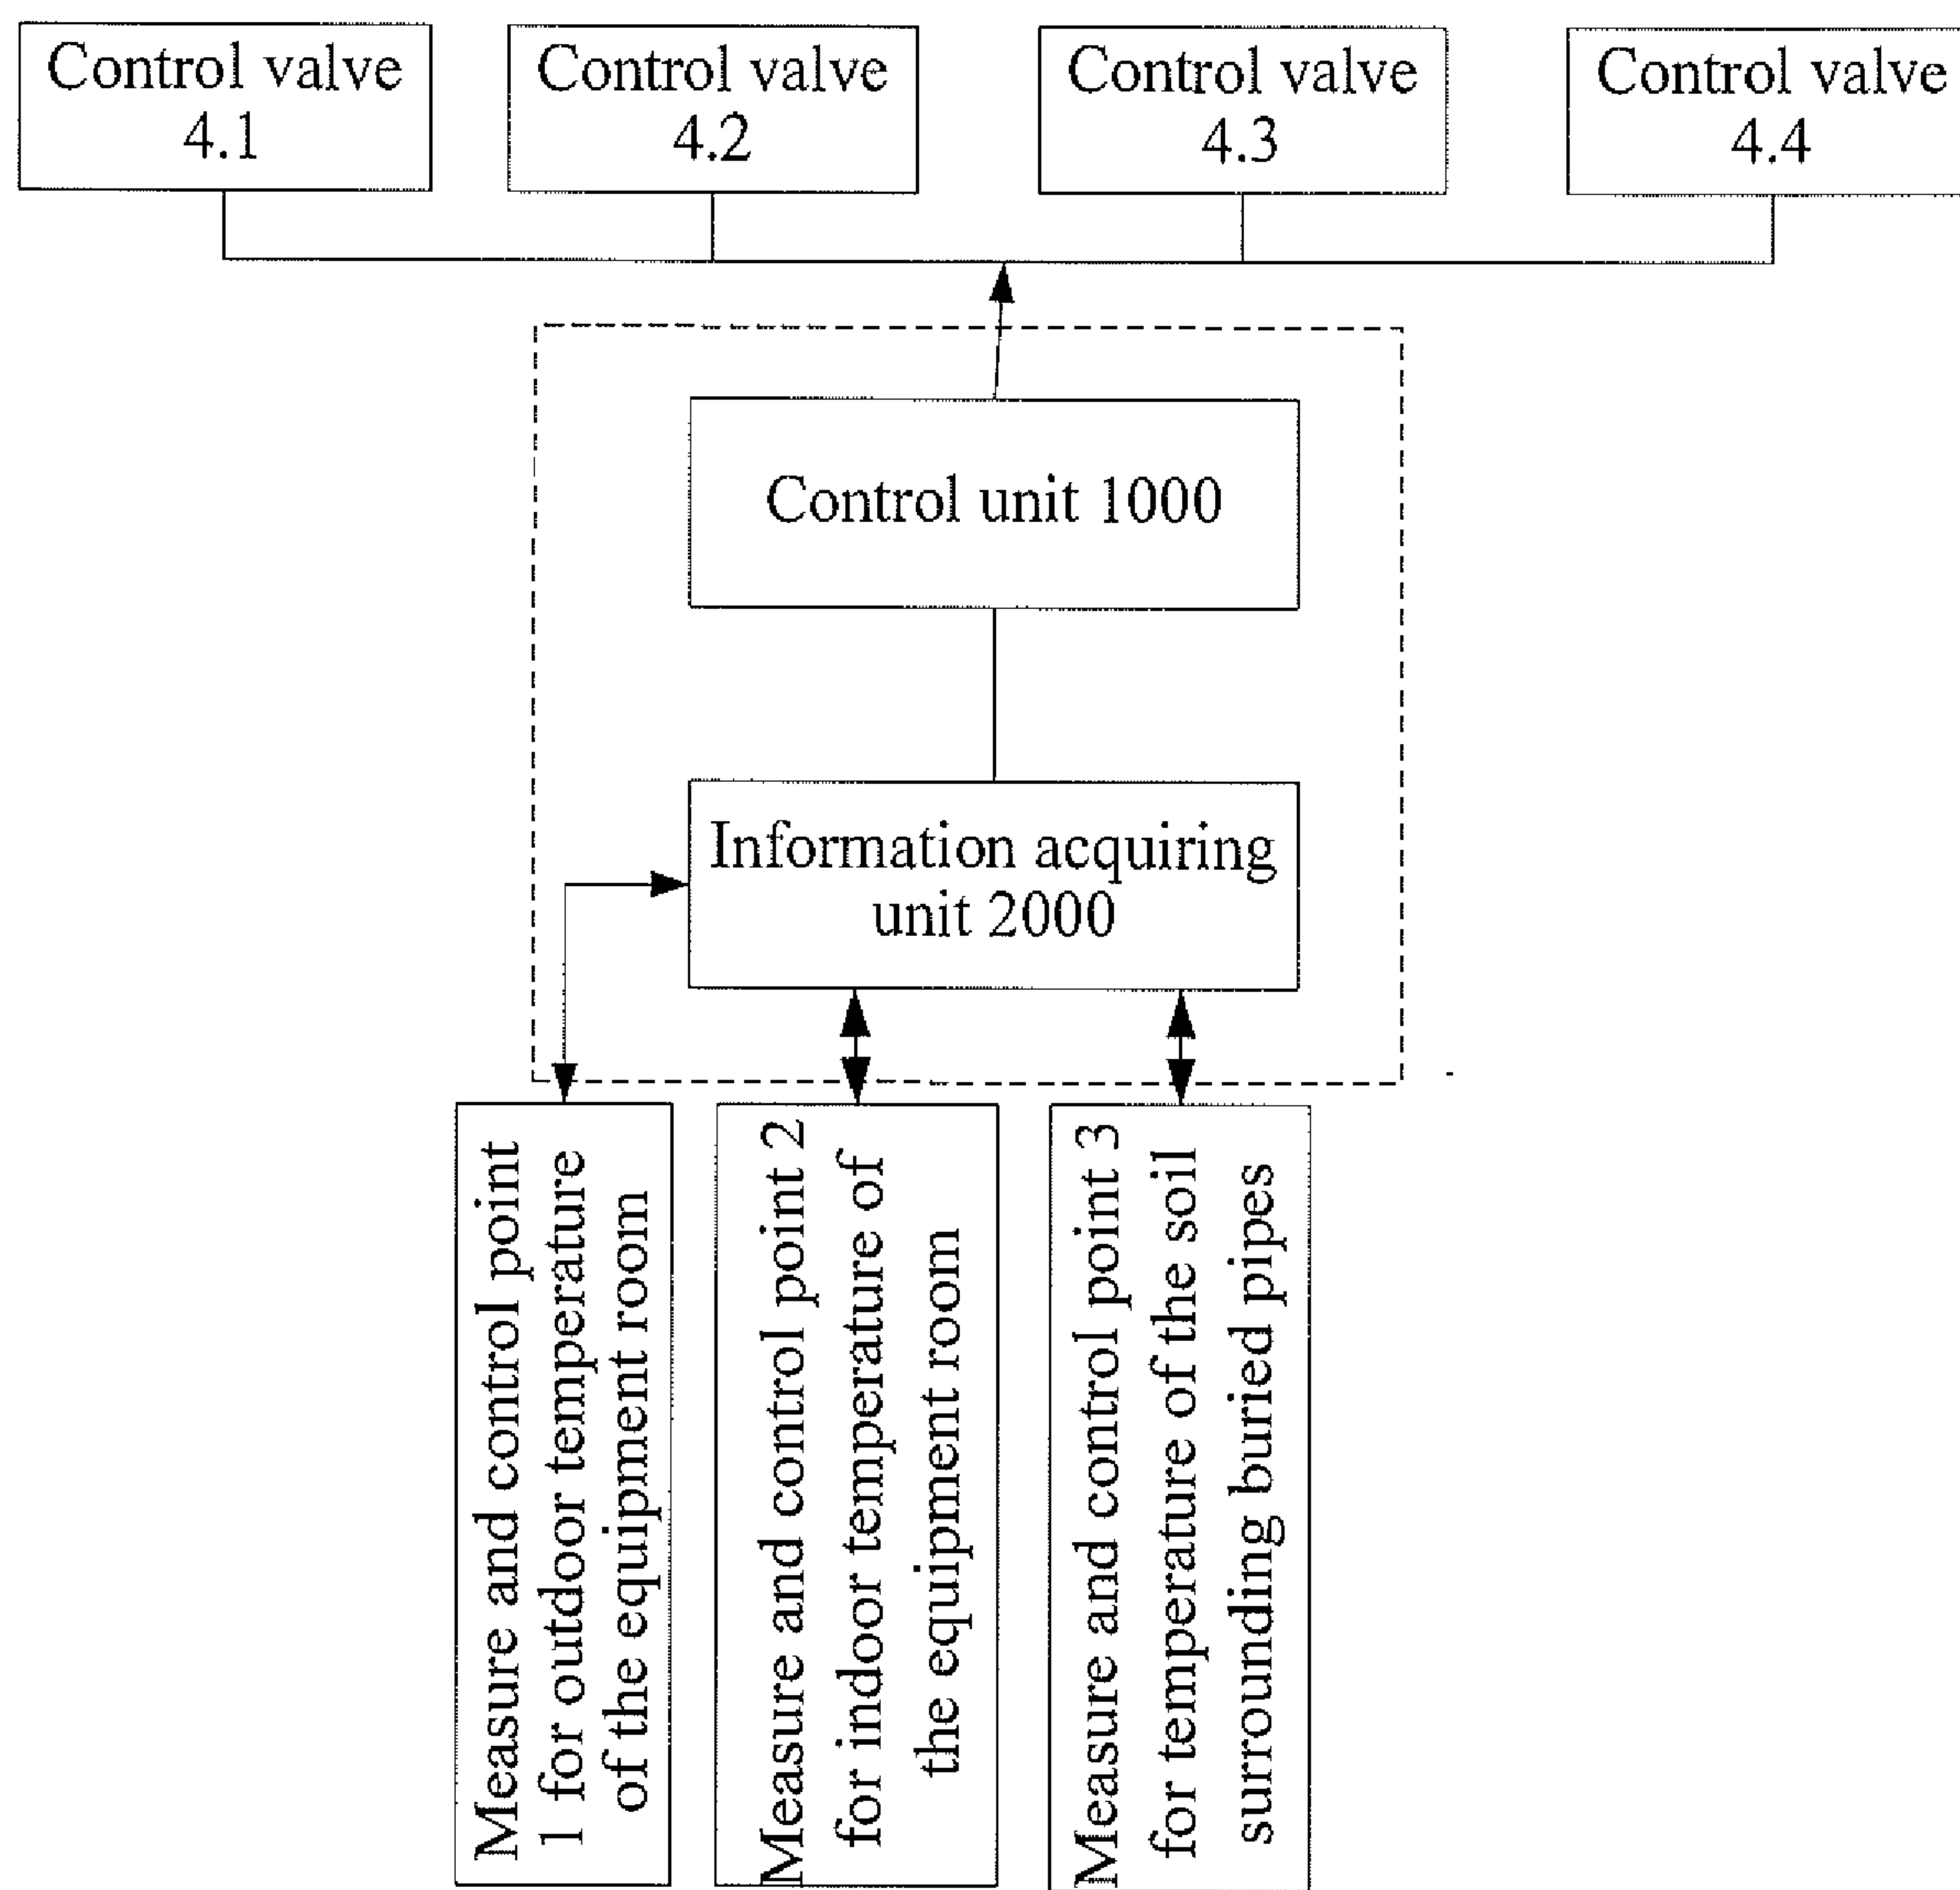 Control valve
4.1
Control valve
4.2
Control valve
4.3
Control valve
4.4
Control unit 1000
Information acquiring
unit 2000
Measure and control point
1 for outdoor temperature
of the equipment room
Measure and control point 2
for indoor temperature of
the equipment room
Measure and control point 3
for temperature of the soil
surrounding buried pipes